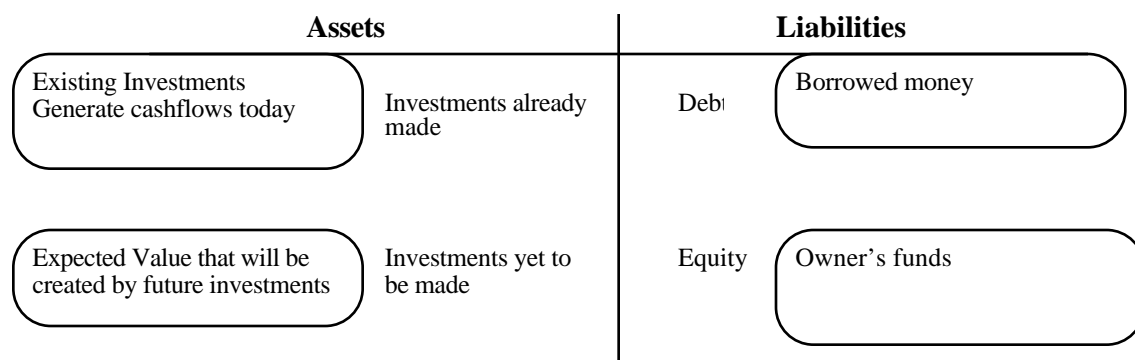 Assets
Liabilities
Existing Investments
Generate cashflows today
Investments already
made
Debt
Borrowed money
Expected Value that will be
created by future investments
Investments yet to
be made
Equity
Owner’s funds